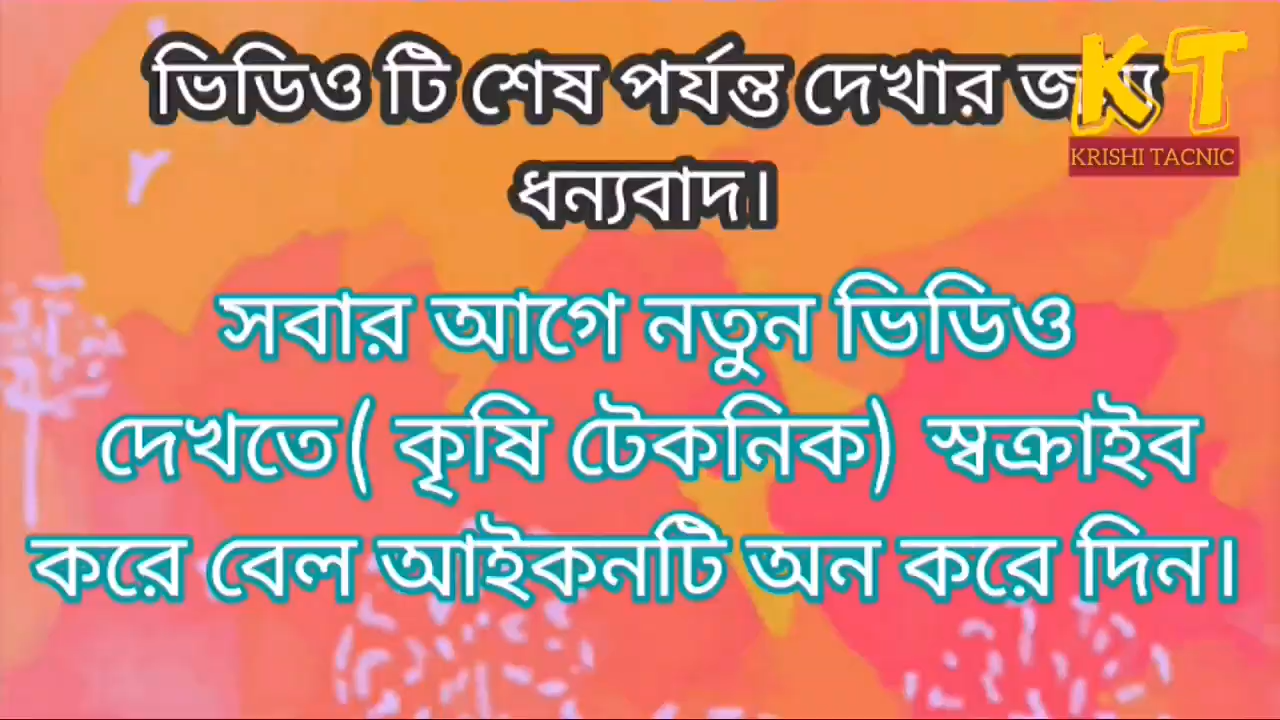 ভিডিও টি শেষ পর্যন্ত দেখার জন্য
ধন্যবাদ।
KT
KRISHI TACNIC
সবার আগে নতুন ভিডিও
দেখতে( কৃষি টেকনিক) স্বক্রাইব
করে বেল আইকনটি অন করে দিন।